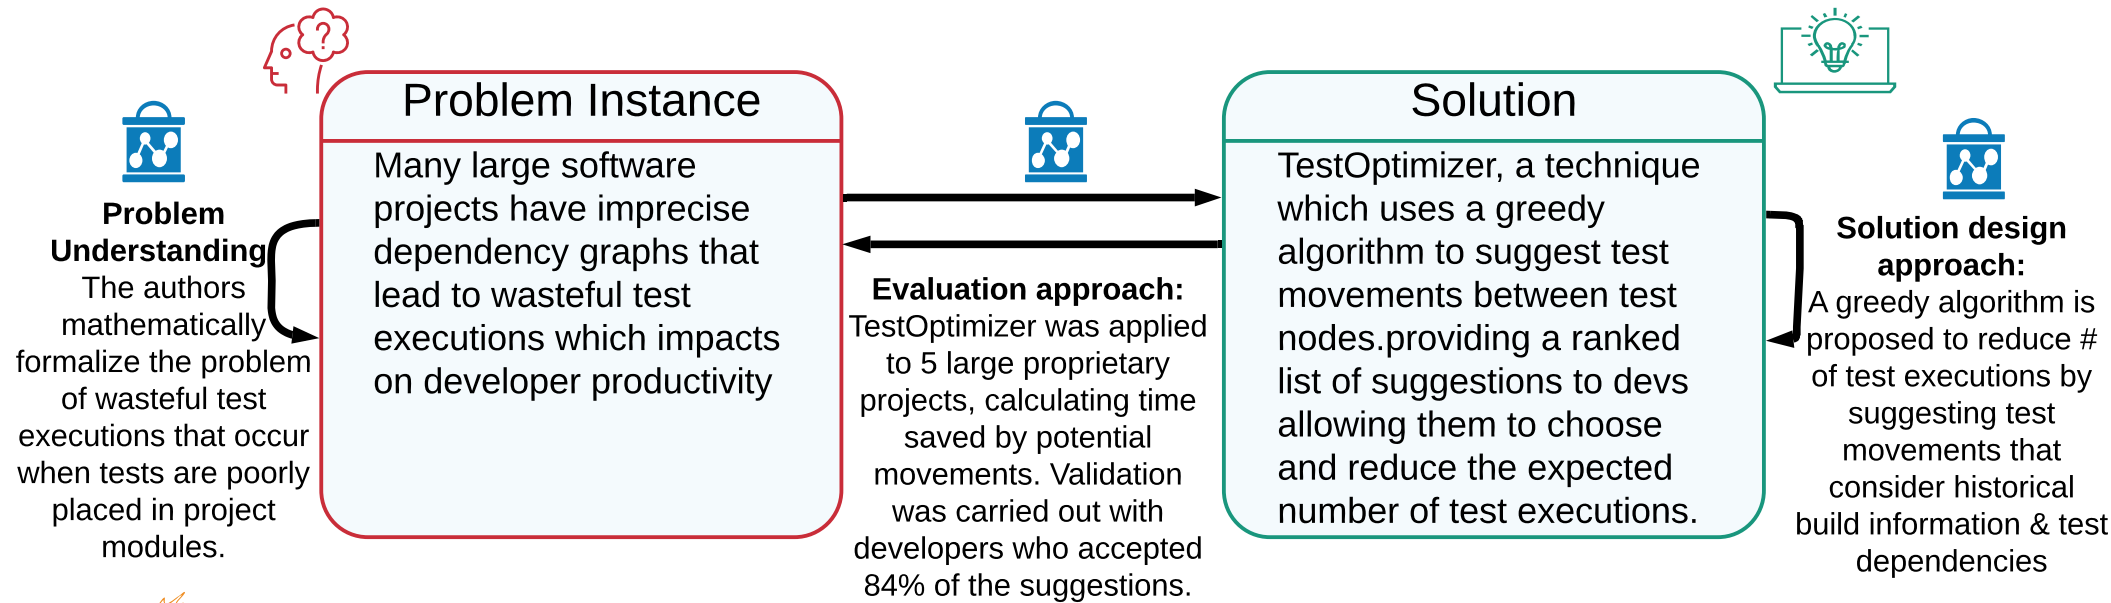 Problem Instance
Many large software
projects have imprecise
dependency graphs that
lead to wasteful test
executions which impacts
on developer productivity
Solution
TestOptimizer, a technique
which uses a greedy
algorithm to suggest test
movements between test
nodes.providing a ranked
list of suggestions to devs
allowing them to choose
and reduce the expected
number of test executions.
Problem
Understanding
The authors
mathematically
formalize the problem
of wasteful test
executions that occur
when tests are poorly
placed in project
modules.
Evaluation approach:
TestOptimizer was applied
to 5 large proprietary
projects, calculating time
saved by potential
movements. Validation
was carried out with
developers who accepted
84% of the suggestions.
Solution design
approach:
A greedy algorithm is
proposed to reduce #
of test executions by
suggesting test
movements that
consider historical
build information & test
dependencies
?